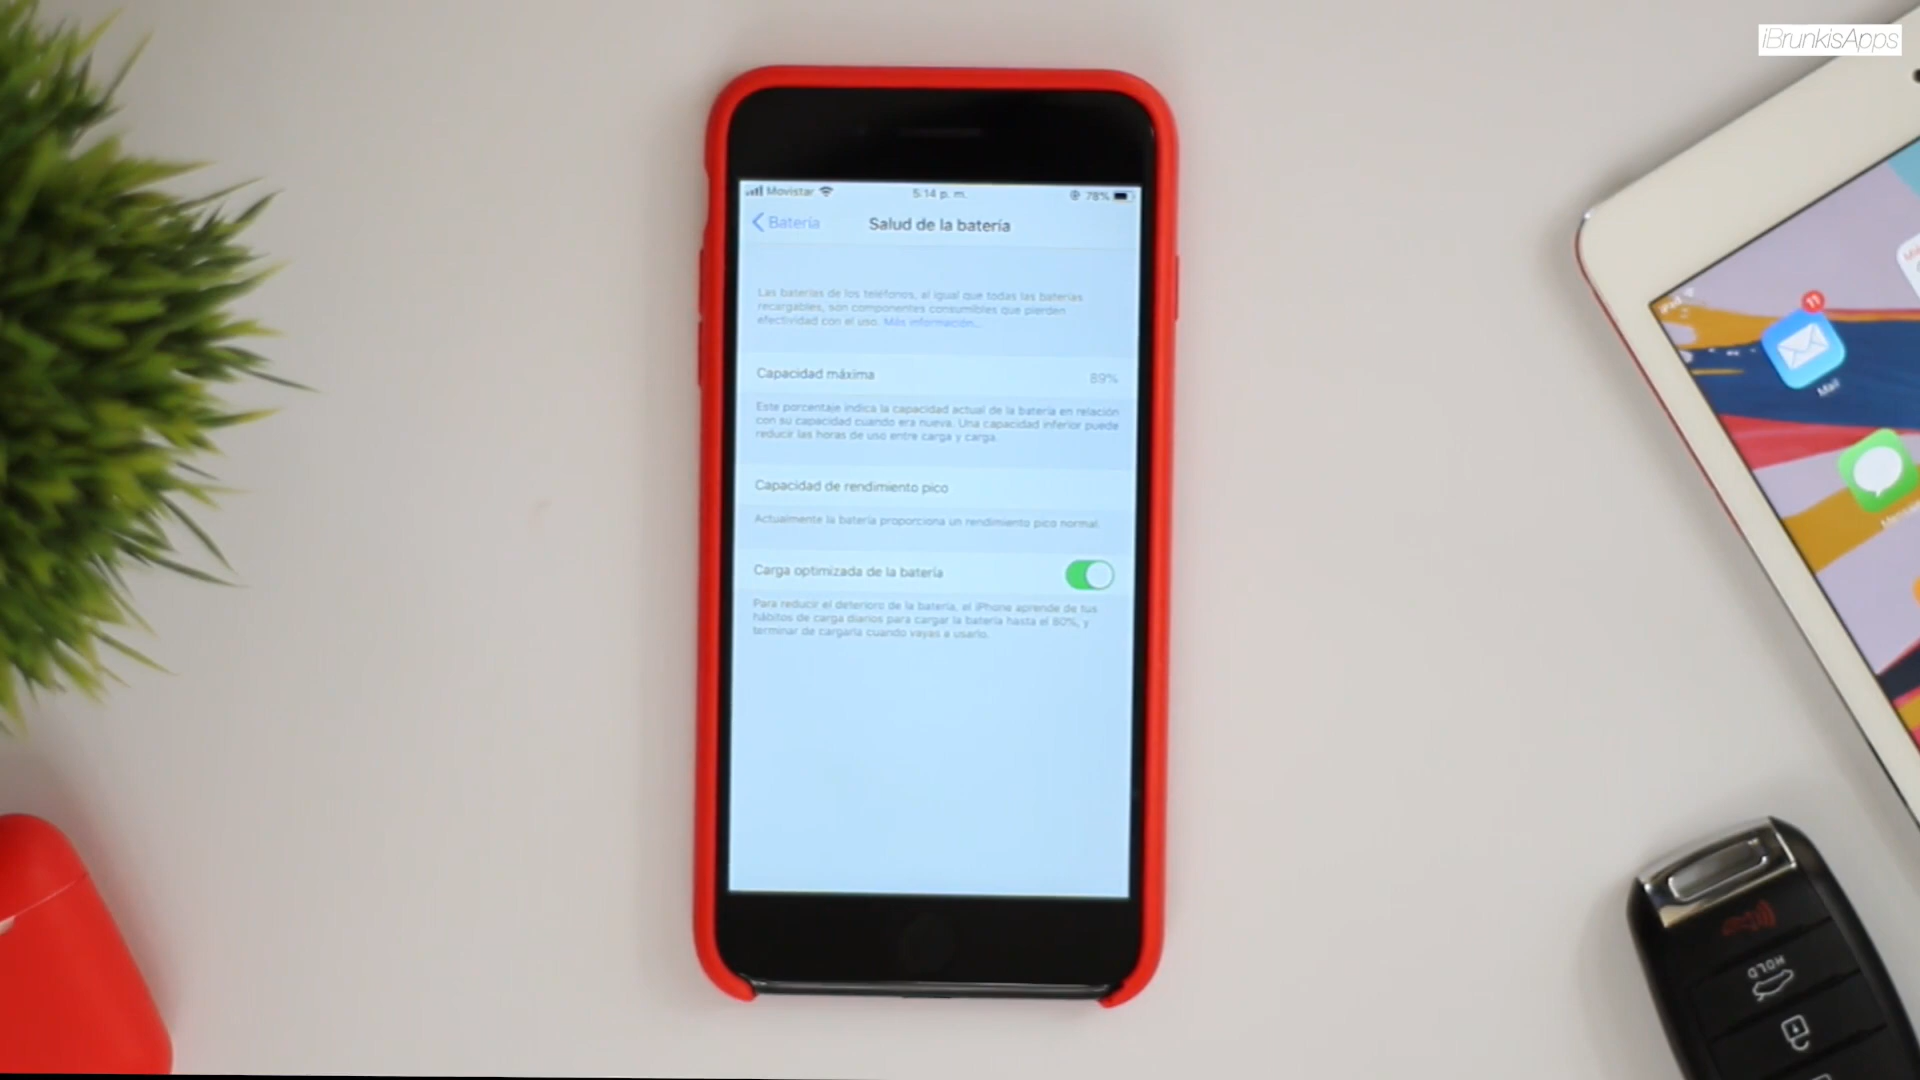 iBrunkisApps
Movistar
5:14 p. m.
78%
Batería
Salud de la batería
Las baterías de los teléfonos, al igual que todas las baterías
recargables, son componentes consumibles que pierden
efectividad con el uso. Más información...
Capacidad máxima
89%
Este porcentaje indica la capacidad actual de la batería en relación
con su capacidad cuando era nueva. Una capacidad inferior puede
reducir las horas de uso entre carga y carga.
Capacidad de rendimiento pico
Actualmente la batería proporciona un rendimiento pico normal.
Carga optimizada de la batería
Para reducir el deterioro de la batería, el iPhone aprende de tus
hábitos de carga diarios para cargar la batería hasta el 80%, y
terminar de cargarla cuando vayas a usarlo.
iPad
11
Mail
HOLD